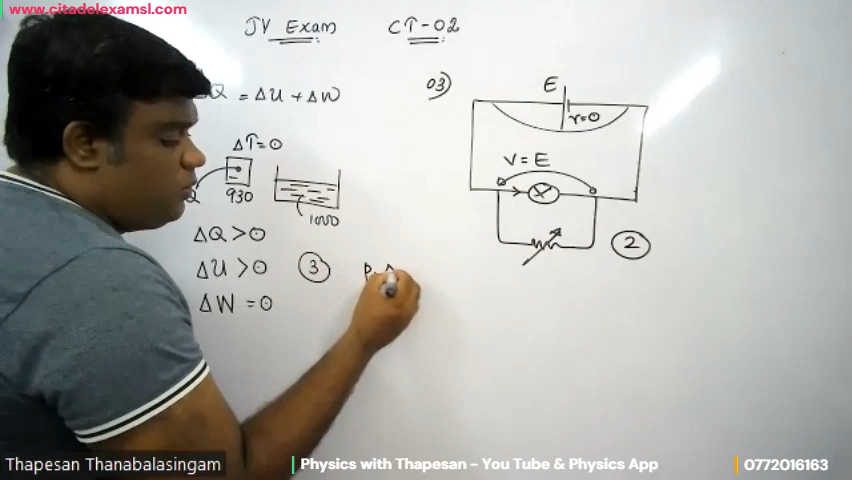 www.citadelexamsl.com
JV Exam CT-02
Q = ΔU + ΔW
ΔT=0
930
1000
ΔQ>0
ΔU >0
3
ΔW =0
03)
E
r=0
V = E
2
Thapesan Thanabalasingam
Physics with Thapesan – You Tube & Physics App
0772016163